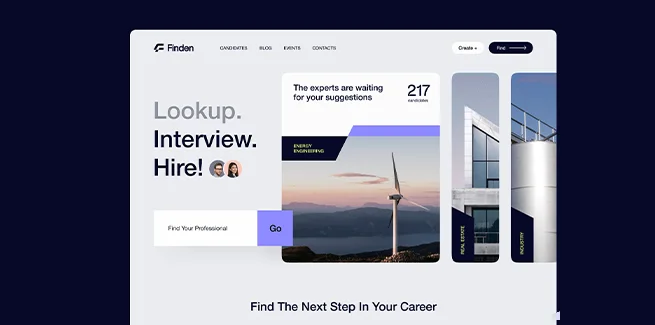 Finden
CANDIDATES BLOG EVENTS CONTACTS
Create +
Find
Lookup.
Interview.
Hire!
Find Your Professional
Go
The experts are waiting
for your suggestions
217
candidates
ENERGY
ENGINEERING
REAL ESTATE
INDUSTRY
Find The Next Step In Your Career